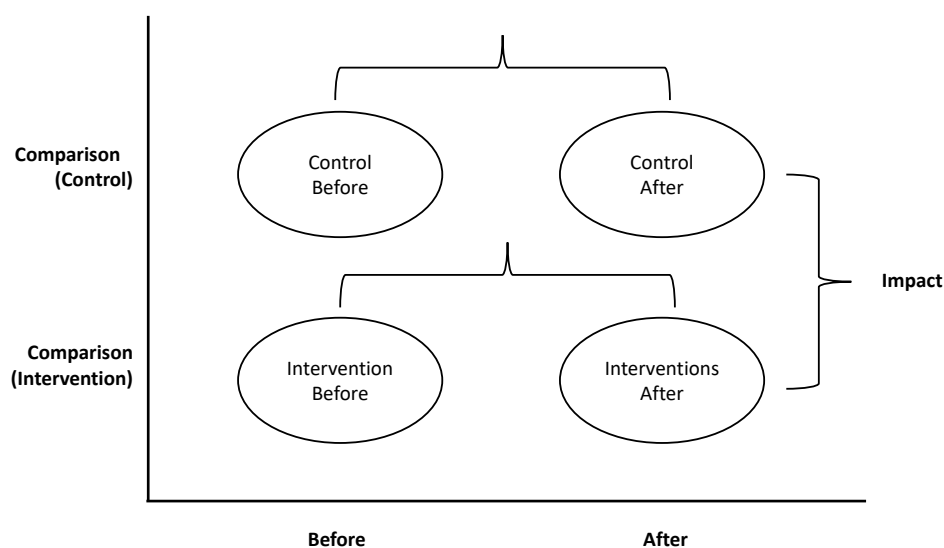 Comparison
(Control)
Control
Before
Control
After
Impact
Comparison
(Intervention)
Intervention
Before
Interventions
After
Before
After